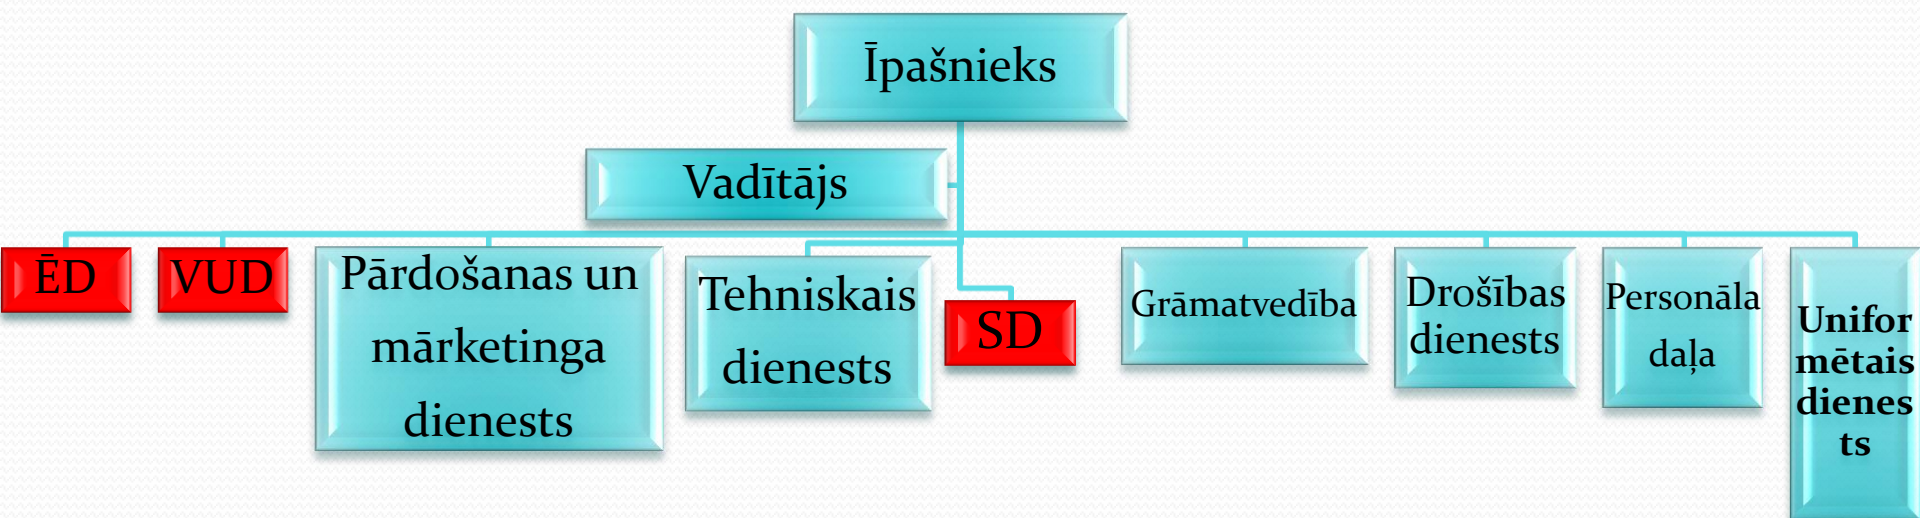 Īpašnieks
Vadītājs
ĒD
VUD
Pārdošanas un
mārketinga
dienests
Tehniskais
dienests
SD
Grāmatvedība
Drošības
dienests
Personāla
daļa
Unifor
mētais
dienes
ts